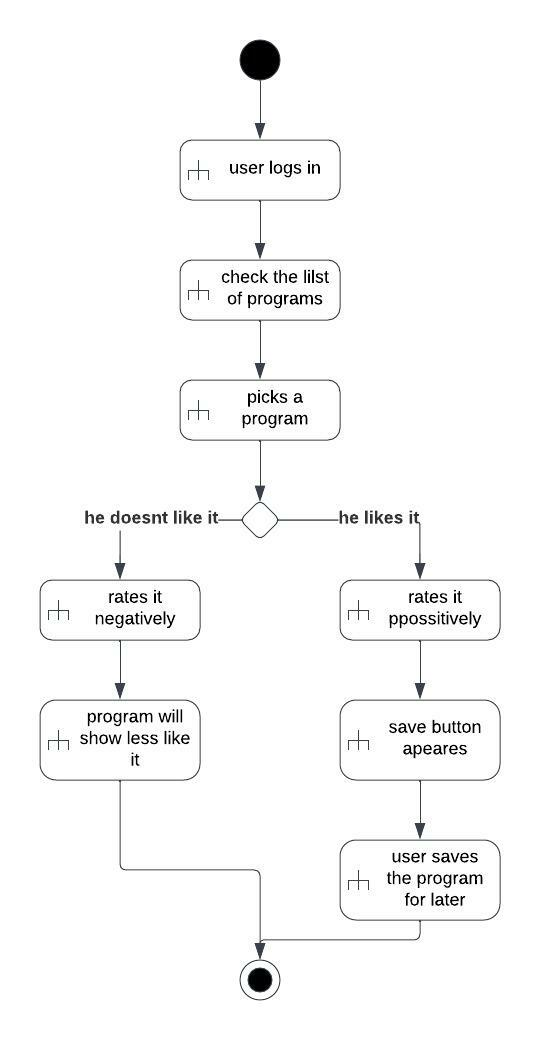 user logs in
check the lilst
of programs
picks a
program
he doesnt like it
he likes it
rates it
negatively
rates it
ppossitively
program will
show less like
it
save button
apeares
user saves
the program
for later